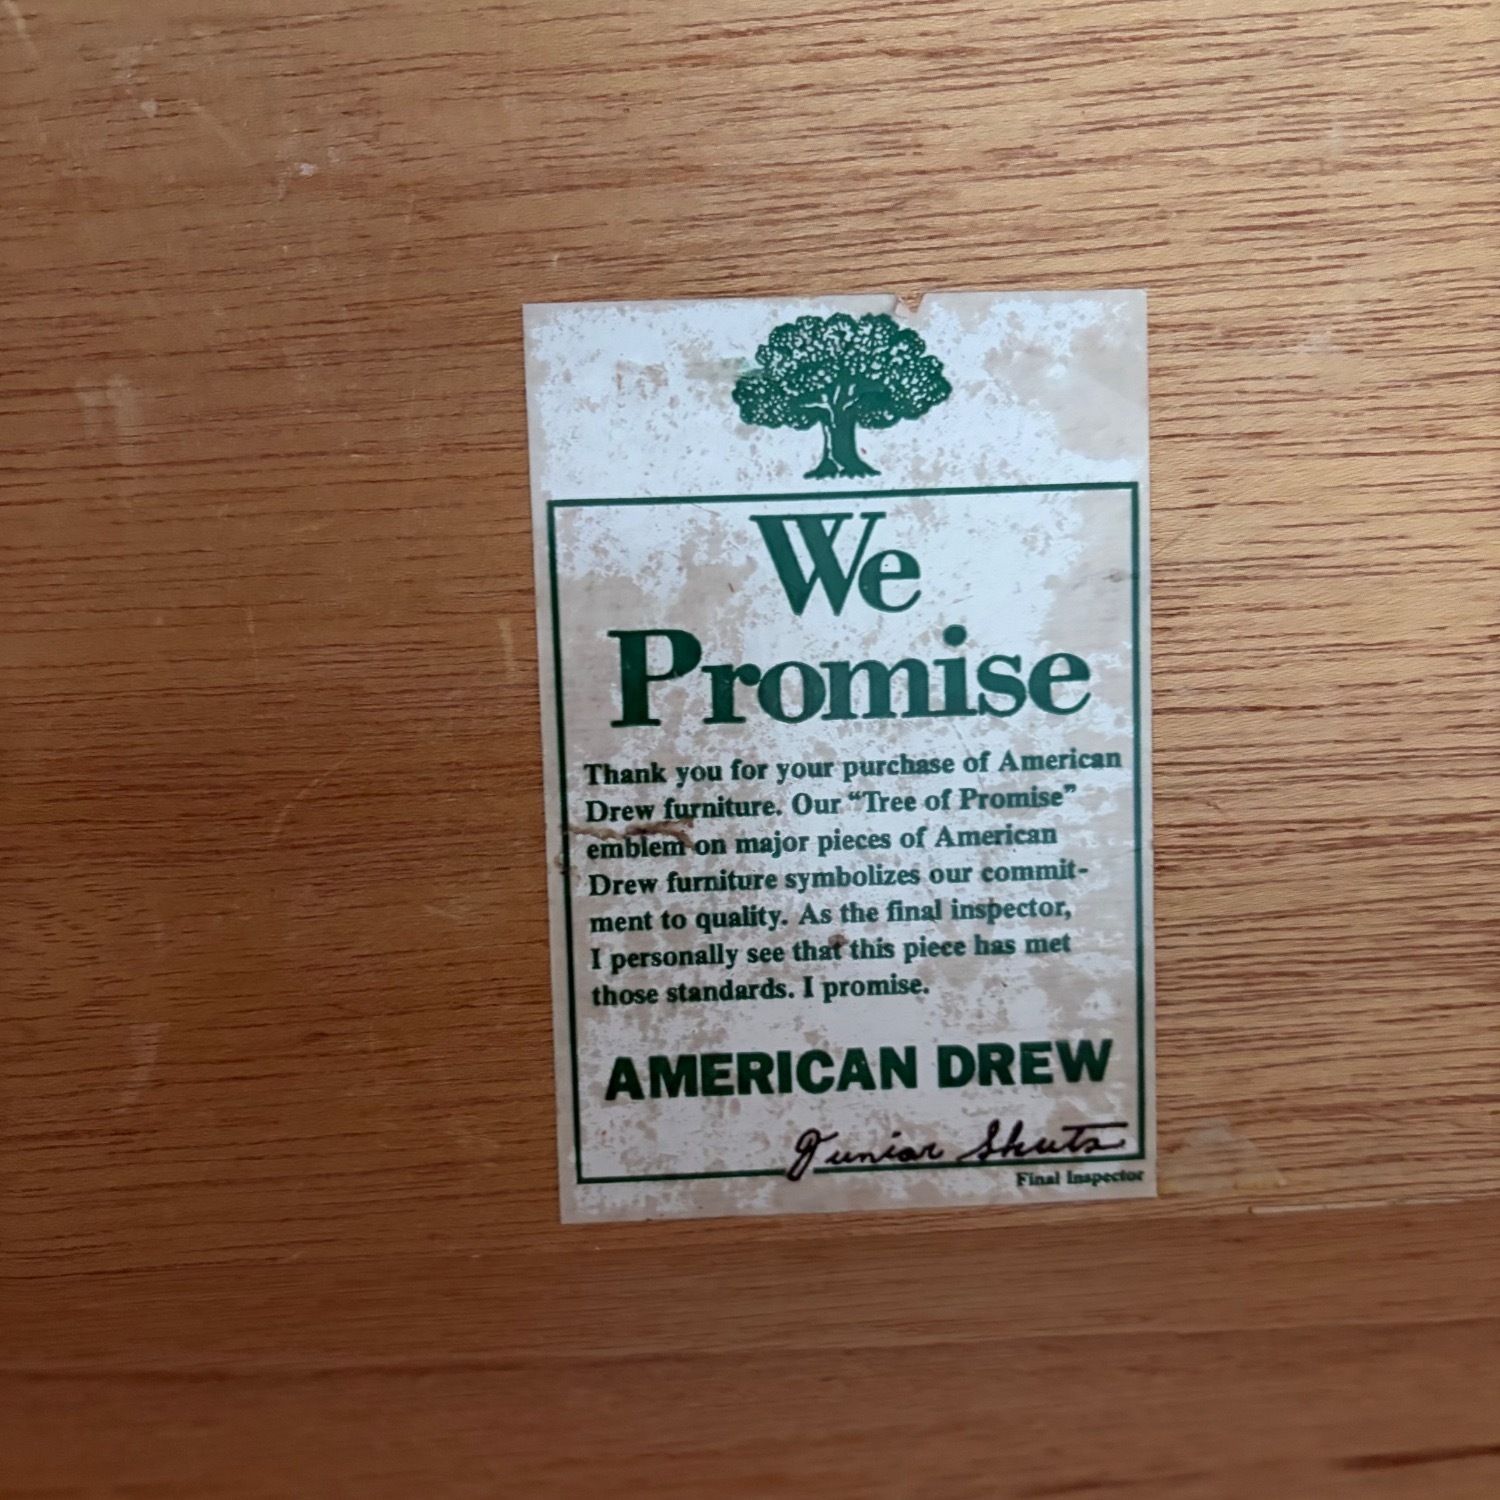 We
Promise
Thank you for your purchase of American
Drew furniture. Our “Tree of Promise”
emblem on major pieces of American
Drew furniture symbolizes our commit-
ment to quality. As the final inspector,
I personally see that this piece has met
those standards. I promise.
AMERICAN DREW
Junior Shuts
Final Inspector